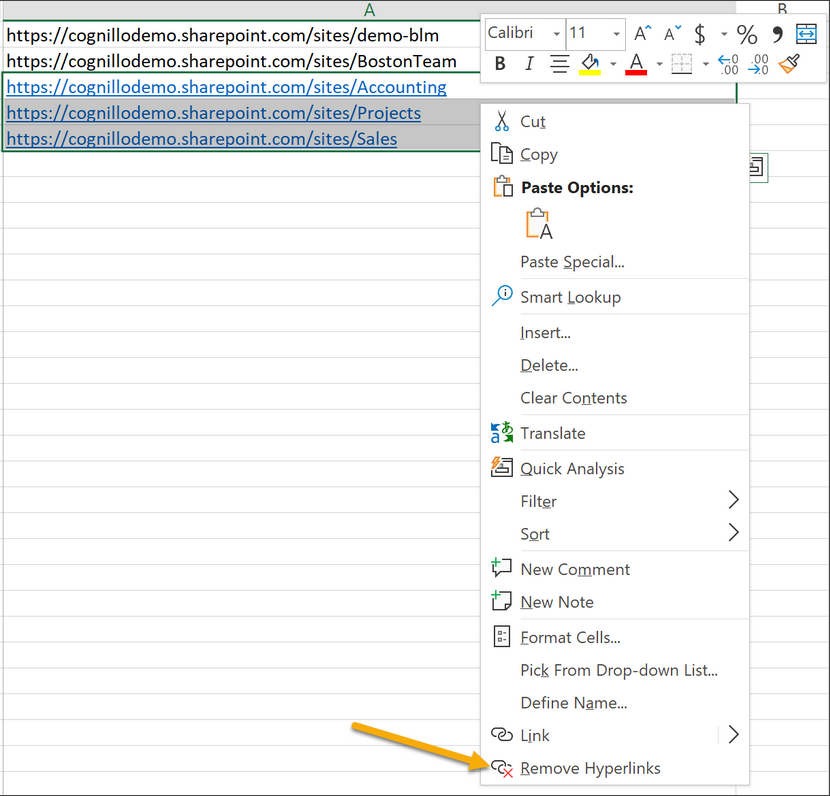 A B
https://cognillodemo.sharepoint.com/sites/demo-blm
https://cognillodemo.sharepoint.com/sites/BostonTeam
https://cognillodemo.sharepoint.com/sites/Accounting
https://cognillodemo.sharepoint.com/sites/Projects
https://cognillodemo.sharepoint.com/sites/Sales
Calibri 11 A A $ % ,
B I A .00 .00
Cut
Copy
Paste Options:
A
Paste Special...
Smart Lookup
Insert...
Delete...
Clear Contents
Translate
Quick Analysis
Filter
Sort
New Comment
New Note
Format Cells...
Pick From Drop-down List...
Define Name...
Link
Remove Hyperlinks